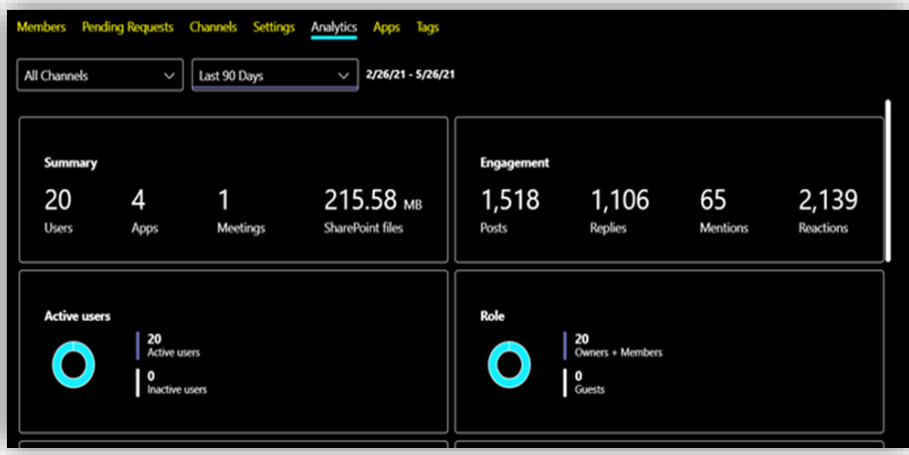 Members Pending Requests Channels Settings Analytics Apps Tags
All Channels Last 90 Days 2/26/21 - 5/26/21
Summary
20 4 1 215.58 MB
Users Apps Meetings SharePoint files
Engagement
1,518 1,106 65 2,139
Posts Replies Mentions Reactions
Active users
20
Active users
0
Inactive users
Role
20
Owners + Members
0
Guests